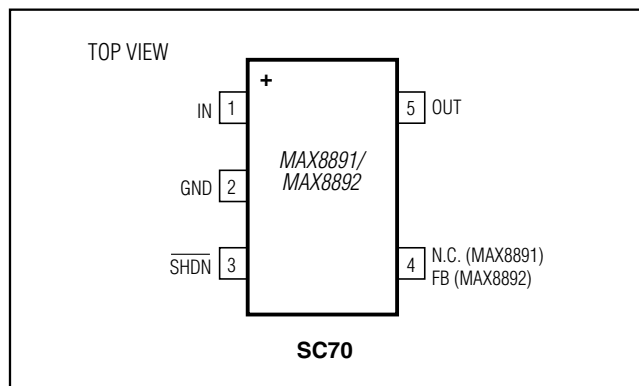 TOP VIEW
+
IN 1
5 OUT
MAX8891/
MAX8892
GND 2
SHDN 3
4 N.C. (MAX8891)
FB (MAX8892)
SC70